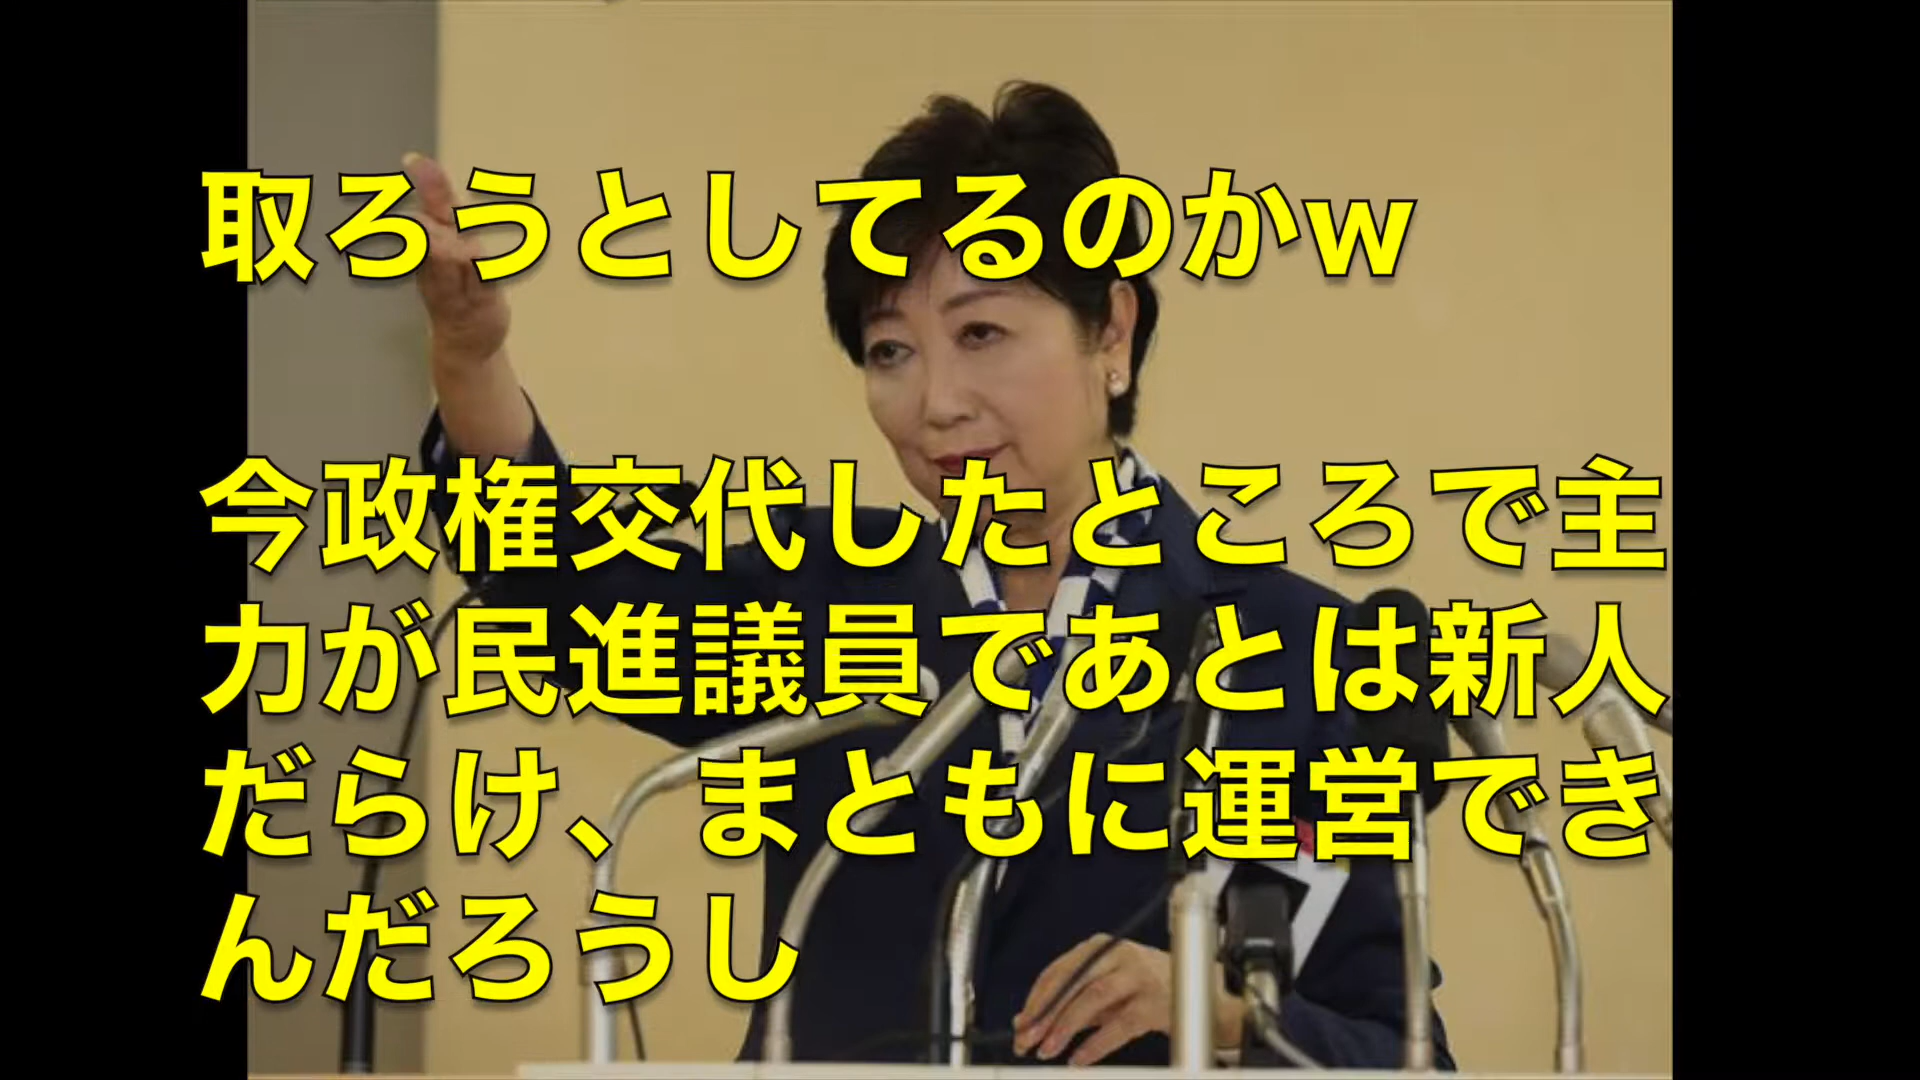 取ろうとしてるのかw
今政権交代したところで主
力が民進議員であとは新人
だらけ、まともに運営でき
んだろうし